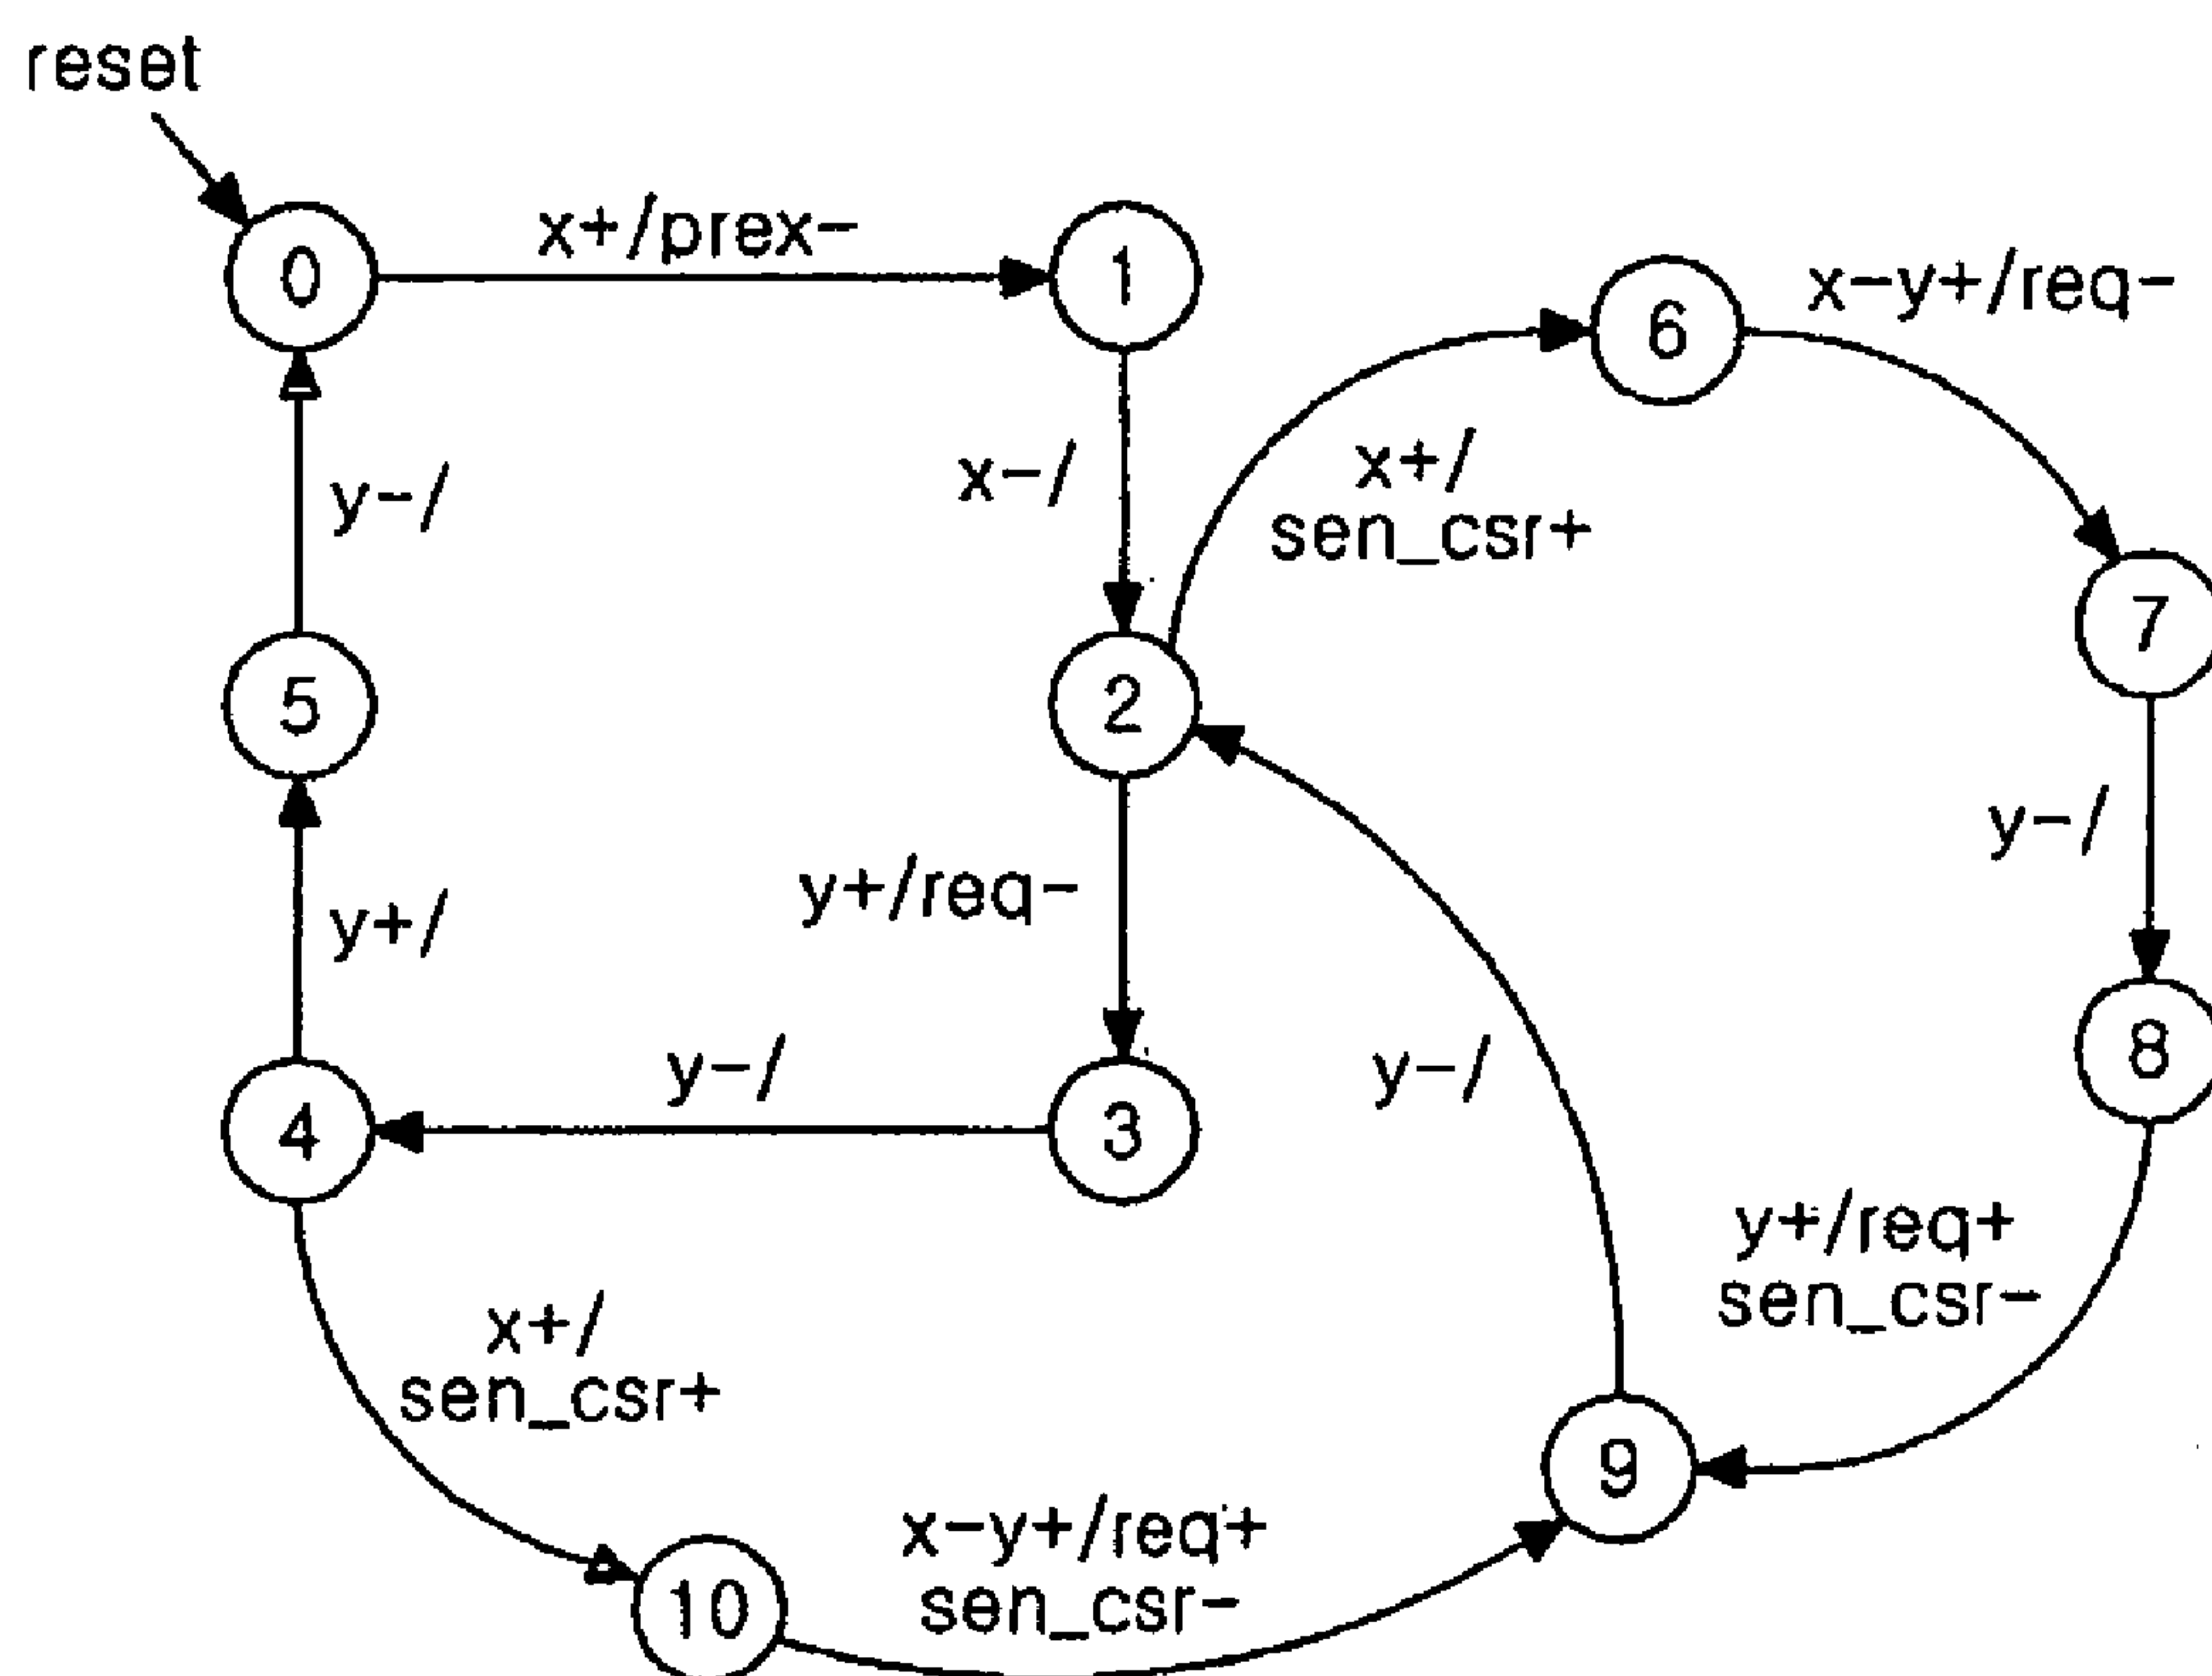 reset
x+/prex-
0
1
x-y+/req-
6
x+/
sen_csr+
x-/
y-/
7
5
2
y-/
y+/req-
y+/
8
y-/
y-/
4
3
y+/req+
sen_csr-
x+/
sen_csr+
9
x-y+/req+
sen_csr-
10